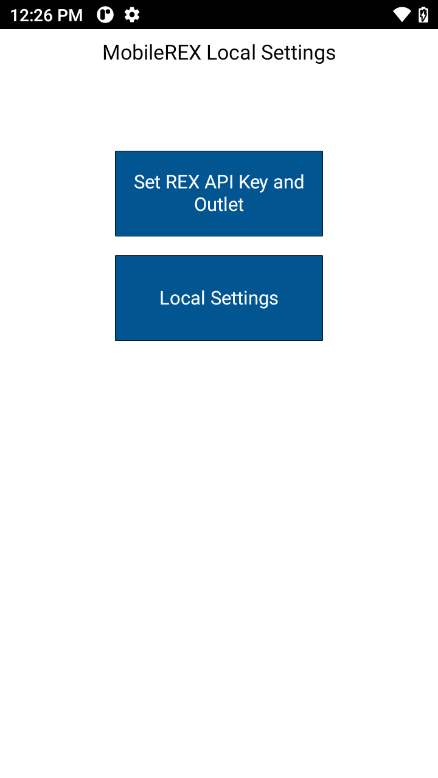 12:26 PM
MobileREX Local Settings
Set REX API Key and
Outlet
Local Settings